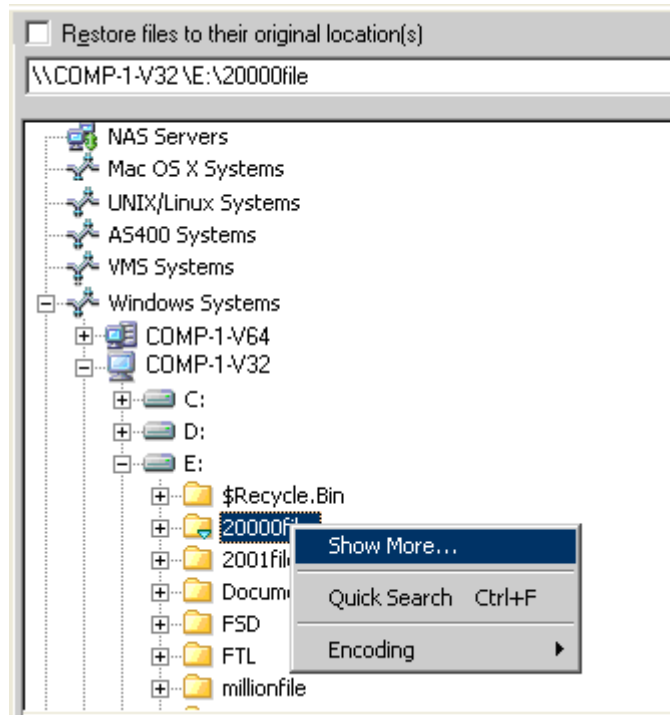 Restore files to their original location(s)
\\COMP-1-V32\E:\20000file
NAS Servers
Mac OS X Systems
UNIX/Linux Systems
AS400 Systems
VMS Systems
Windows Systems
COMP-1-V64
COMP-1-V32
C:
D:
E:
$Recycle.Bin
20000file
Show More...
2001file
Quick Search Ctrl+F
FSD
Encoding
FTL
millionfile